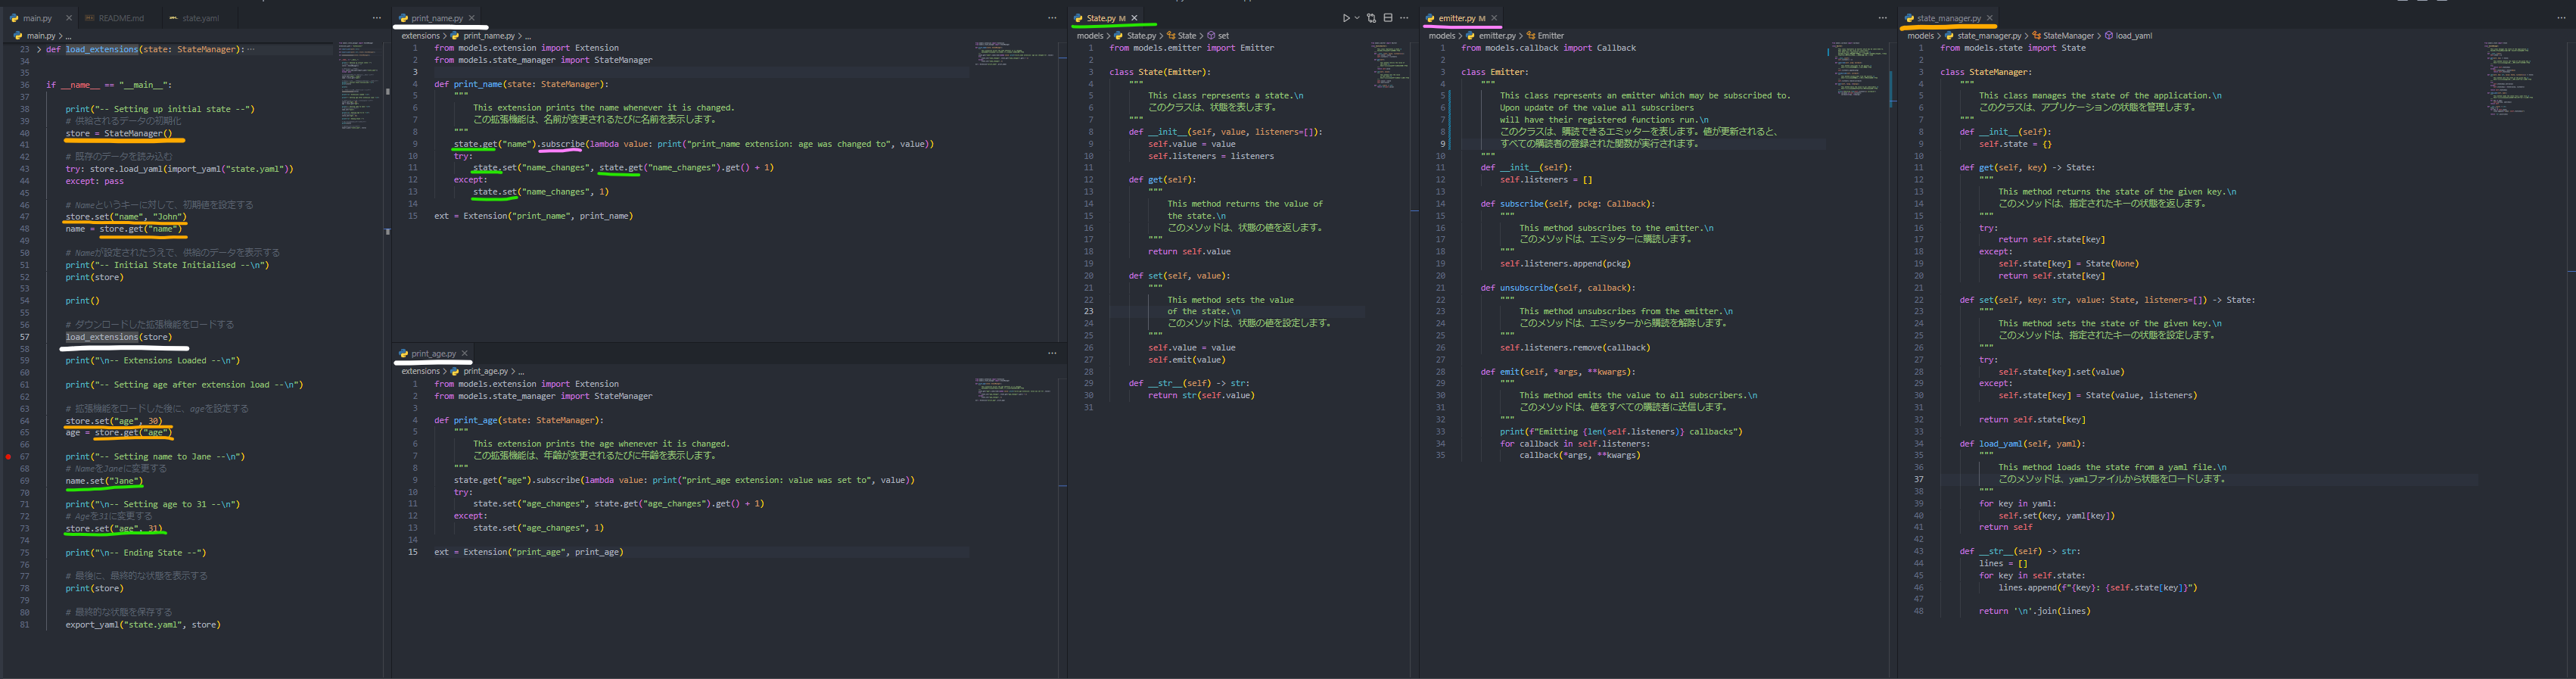 main.py
README.md
state.yaml
main.py > ...
23 def load_extensions(state: StateManager):…
34
35
36 if __name__ == "__main__":
37
38 print("-- Setting up initial state --")
39 # 供給されるデータの初期化
40 store = StateManager()
41
42 # 既存のデータを読み込む
43 try: store.load_yaml(import_yaml("state.yaml"))
44 except: pass
45
46 # Nameというキーに対して、初期値を設定する
47 store.set("name", "John")
48 name = store.get("name")
49
50 # Nameが設定されたうえで、供給のデータを表示する
51 print("-- Initial State Initialised --\n")
52 print(store)
53
54 print()
55
56 # ダウンロードした拡張機能をロードする
57 load_extensions(store)
58
59 print("\n-- Extensions Loaded --\n")
60
61 print("-- Setting age after extension load --\n")
62
63 # 拡張機能をロードした後に、ageを設定する
64 store.set("age", 30)
65 age = store.get("age")
66
67 print("-- Setting name to Jane --\n")
68 # NameをJaneに変更する
69 name.set("Jane")
70
71 print("\n-- Setting age to 31 --\n")
72 # Ageを31に変更する
73 store.set("age", 31)
74
75 print("\n-- Ending State --")
76
77 # 最後に、最終的な状態を表示する
78 print(store)
79
80 # 最終的な状態を保存する
81 export_yaml("state.yaml", store)
print_name.py
extensions > print_name.py > ...
1 from models.extension import Extension
2 from models.state_manager import StateManager
3
4 def print_name(state: StateManager):
5 """
6 This extension prints the name whenever it is changed.
7 この拡張機能は、名前が変更されるたびに名前を表示します。
8 """
9 state.get("name").subscribe(lambda value: print("print_name extension: age was changed to", value))
10 try:
11 state.set("name_changes", state.get("name_changes").get() + 1)
12 except:
13 state.set("name_changes", 1)
14
15 ext = Extension("print_name", print_name)
print_age.py
extensions > print_age.py > ...
1 from models.extension import Extension
2 from models.state_manager import StateManager
3
4 def print_age(state: StateManager):
5 """
6 This extension prints the age whenever it is changed.
7 この拡張機能は、年齢が変更されるたびに年齢を表示します。
8 """
9 state.get("age").subscribe(lambda value: print("print_age extension: value was set to", value))
10 try:
11 state.set("age_changes", state.get("age_changes").get() + 1)
12 except:
13 state.set("age_changes", 1)
14
15 ext = Extension("print_age", print_age)
State.py M
models > State.py > State > set
1 from models.emitter import Emitter
2
3 class State(Emitter):
4 """
5 This class represents a state.\n
6 このクラスは、状態を表します。
7 """
8 def __init__(self, value, listeners=[]):
9 self.value = value
10 self.listeners = listeners
11
12 def get(self):
13 """
14 This method returns the value of
15 the state.\n
16 このメソッドは、状態の値を返します。
17 """
18 return self.value
19
20 def set(self, value):
21 """
22 This method sets the value
23 of the state.\n
24 このメソッドは、状態の値を設定します。
25 """
26 self.value = value
27 self.emit(value)
28
29 def __str__(self) -> str:
30 return str(self.value)
31
emitter.py M
models > emitter.py > Emitter
1 from models.callback import Callback
2
3 class Emitter:
4 """
5 This class represents an emitter which may be subscribed to.
6 Upon update of the value all subscribers
7 will have their registered functions run.\n
8 このクラスは、購読できるエミッターを表します。値が更新されると、
9 すべての購読者の登録された関数が実行されます。
10 """
11 def __init__(self):
12 self.listeners = []
13
14 def subscribe(self, pckg: Callback):
15 """
16 This method subscribes to the emitter.\n
17 このメソッドは、エミッターに購読します。
18 """
19 self.listeners.append(pckg)
20
21 def unsubscribe(self, callback):
22 """
23 This method unsubscribes from the emitter.\n
24 このメソッドは、エミッターから購読を解除します。
25 """
26 self.listeners.remove(callback)
27
28 def emit(self, *args, **kwargs):
29 """
30 This method emits the value to all subscribers.\n
31 このメソッドは、値をすべての購読者に送信します。
32 """
33 print(f"Emitting {len(self.listeners)} callbacks")
34 for callback in self.listeners:
35 callback(*args, **kwargs)
state_manager.py
models > state_manager.py > StateManager > load_yaml
1 from models.state import State
2
3 class StateManager:
4 """
5 This class manages the state of the application.\n
6 このクラスは、アプリケーションの状態を管理します。
7 """
8 def __init__(self):
9 self.state = {}
10
11 def get(self, key) -> State:
12 """
13 This method returns the state of the given key.\n
14 このメソッドは、指定されたキーの状態を返します。
15 """
16 try:
17 return self.state[key]
18 except:
19 self.state[key] = State(None)
20 return self.state[key]
21
22 def set(self, key: str, value: State, listeners=[]) -> State:
23 """
24 This method sets the state of the given key.\n
25 このメソッドは、指定されたキーの状態を設定します。
26 """
27 try:
28 self.state[key].set(value)
29 except:
30 self.state[key] = State(value, listeners)
31
32 return self.state[key]
33
34 def load_yaml(self, yaml):
35 """
36 This method loads the state from a yaml file.\n
37 このメソッドは、yamlファイルから状態をロードします。
38 """
39 for key in yaml:
40 self.set(key, yaml[key])
41 return self
42
43 def __str__(self) -> str:
44 lines = []
45 for key in self.state:
46 lines.append(f"{key}: {self.state[key]}")
47
48 return '\n'.join(lines)